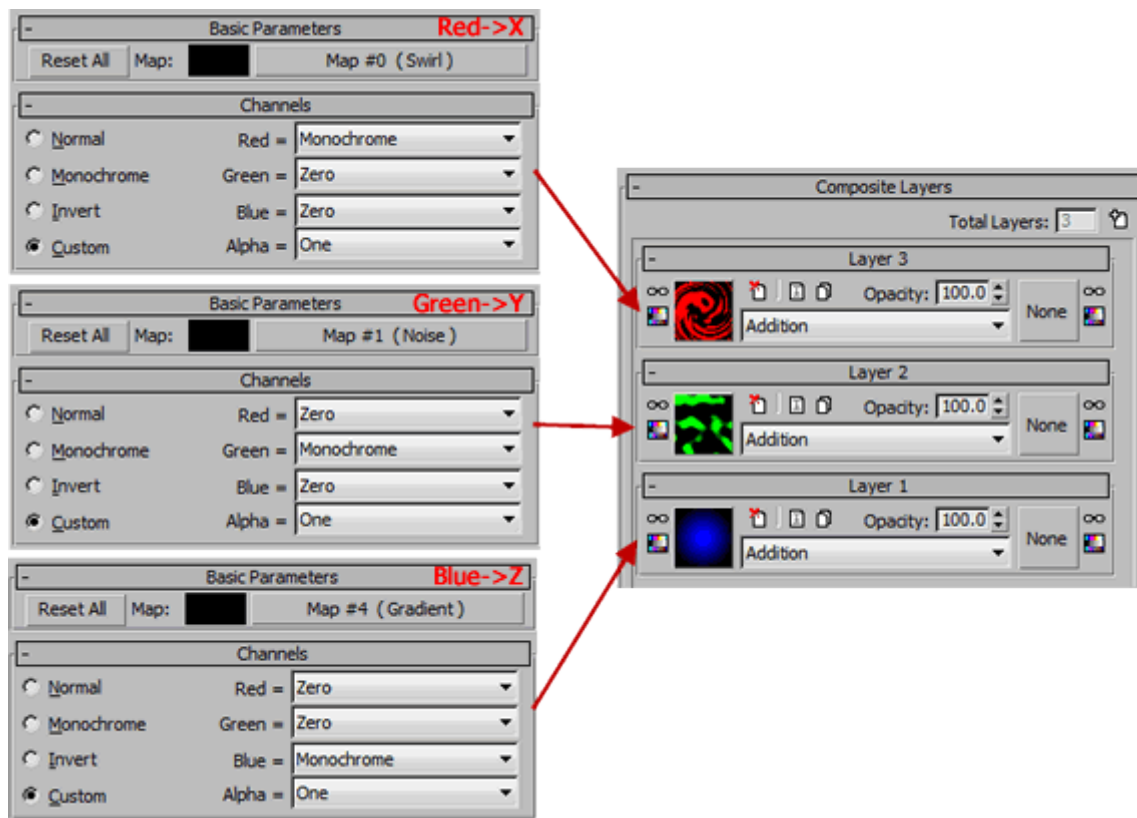 Basic Parameters Red->X
Reset All Map: Map #0 (Swirl)
Channels
Normal Red = Monochrome
Monochrome Green = Zero
Invert Blue = Zero
Custom Alpha = One
Basic Parameters Green->Y
Reset All Map: Map #1 (Noise)
Channels
Normal Red = Zero
Monochrome Green = Monochrome
Invert Blue = Zero
Custom Alpha = One
Basic Parameters Blue->Z
Reset All Map: Map #4 (Gradient)
Channels
Normal Red = Zero
Monochrome Green = Zero
Invert Blue = Monochrome
Custom Alpha = One
Composite Layers
Total Layers: 3
Layer 3
Opacity: 100.0
Addition
None
Layer 2
Opacity: 100.0
Addition
None
Layer 1
Opacity: 100.0
Addition
None